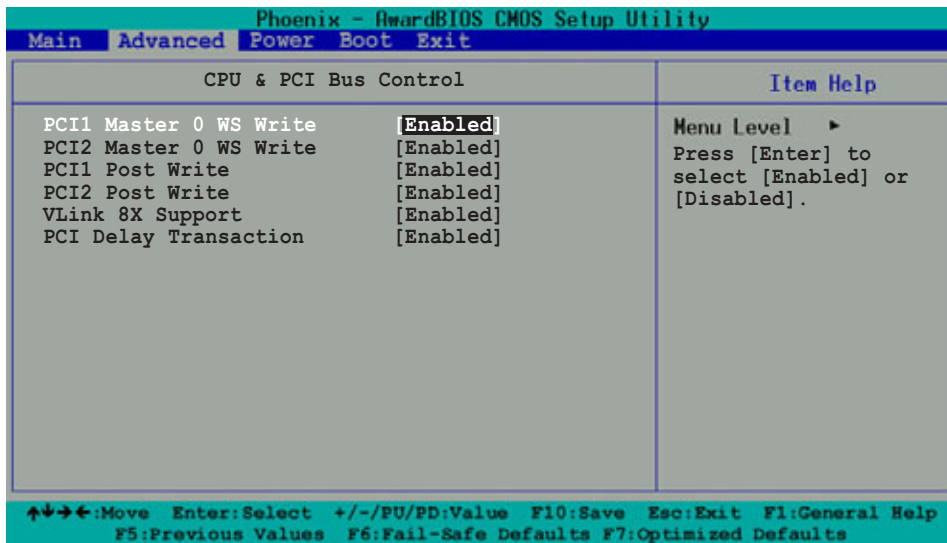 Phoenix - AwardBIOS CMOS Setup Utility
Main Advanced Power Boot Exit
CPU & PCI Bus Control
Item Help
PCI1 Master 0 WS Write [Enabled]
PCI2 Master 0 WS Write [Enabled]
PCI1 Post Write [Enabled]
PCI2 Post Write [Enabled]
VLink 8X Support [Enabled]
PCI Delay Transaction [Enabled]
Menu Level ►
Press [Enter] to
select [Enabled] or
[Disabled].
↑↓→←:Move Enter:Select +/-/PU/PD:Value F10:Save Esc:Exit F1:General Help
F5:Previous Values F6:Fail-Safe Defaults F7:Optimized Defaults